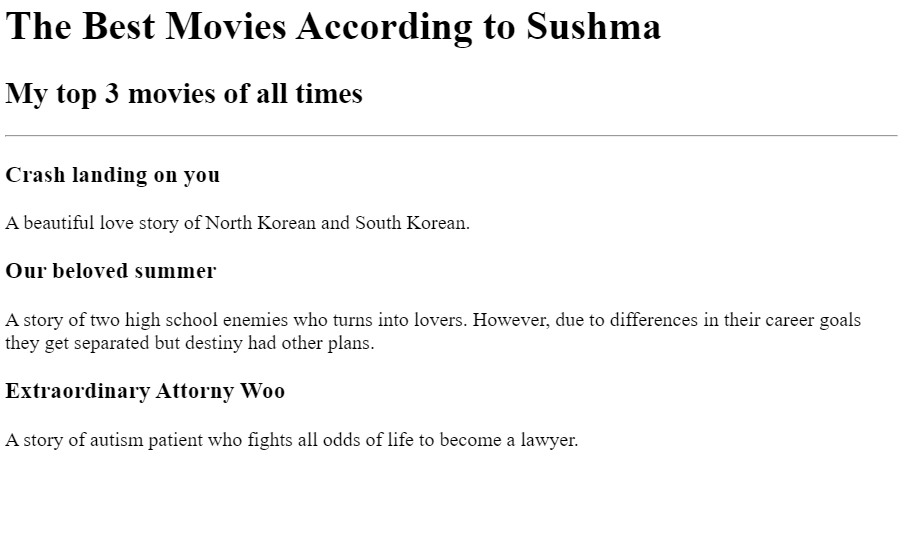 The Best Movies According to Sushma
My top 3 movies of all times
Crash landing on you
A beautiful love story of North Korean and South Korean.
Our beloved summer
A story of two high school enemies who turns into lovers. However, due to differences in their career goals
they get separated but destiny had other plans.
Extraordinary Attorny Woo
A story of autism patient who fights all odds of life to become a lawyer.